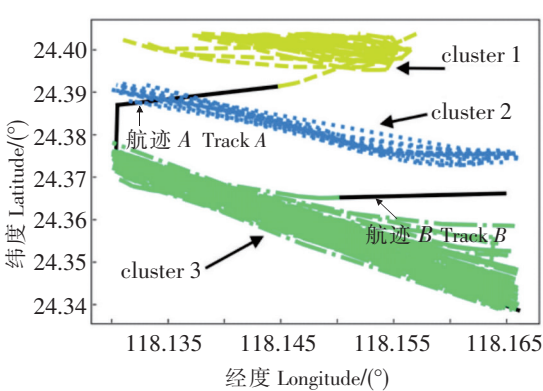 24.40
24.39
24.38
24.37
24.36
24.35
24.34
纬度 Latitude/(°)
cluster 1
cluster 2
航迹 A Track A
航迹 B Track B
cluster 3
118.135 118.145 118.155 118.165
经度 Longitude/(°)